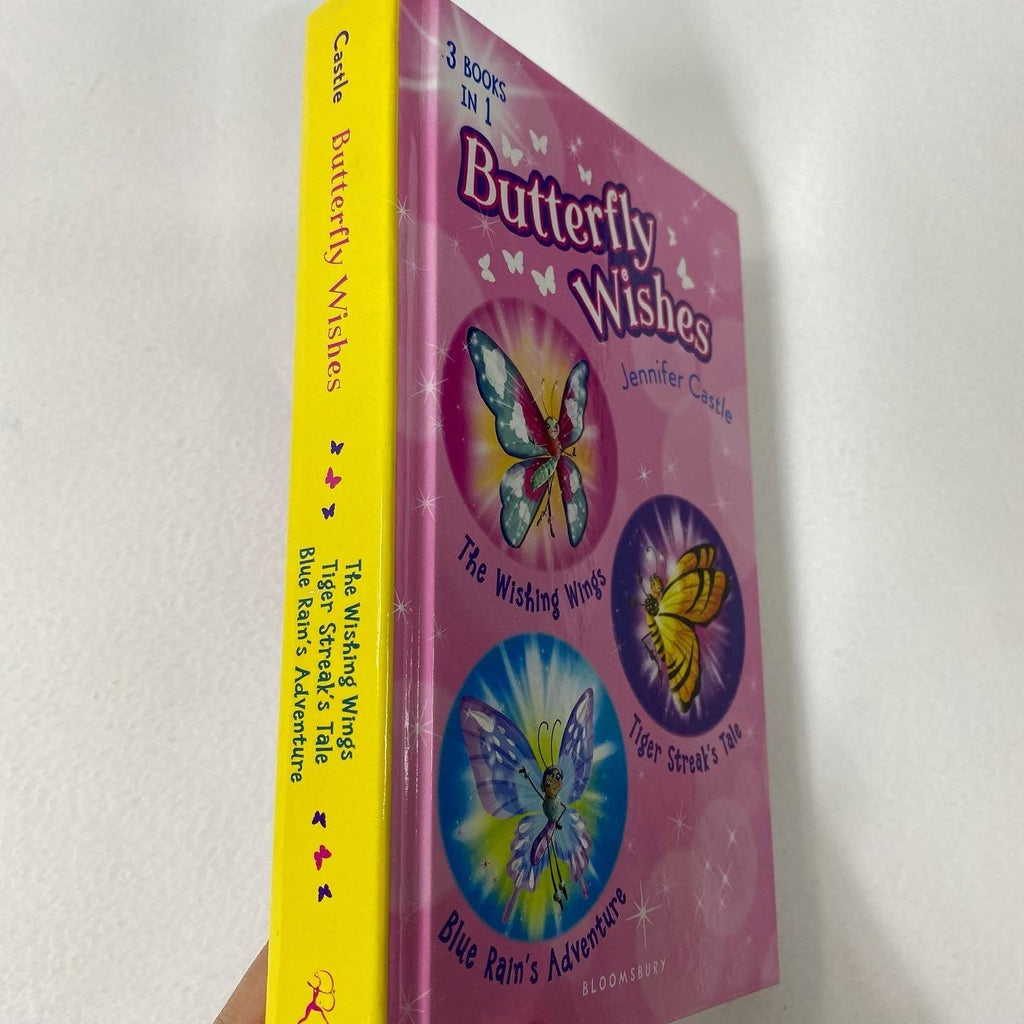 Castle Butterfly Wishes
The Wishing Wings
Tiger Streak's Tale
Blue Rain's Adventure
3 BOOKS
IN 1
Butterfly
Wishes
Jennifer Castle
The Wishing Wings
Tiger Streak's Tale
Blue Rain's Adventure
BLOOMSBURY